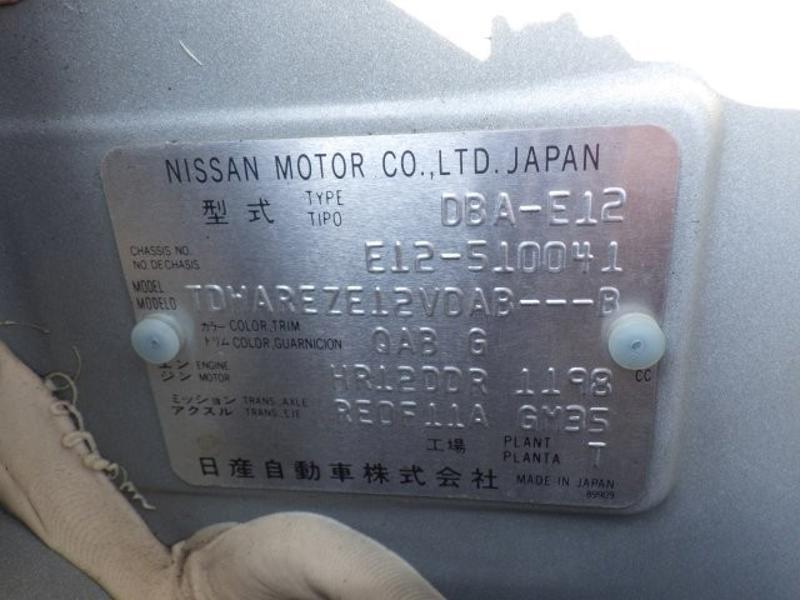 NISSAN MOTOR CO.,LTD. JAPAN
型式 TYPE TIPO DBA-E12
CHASSIS NO. NO. DE CHASIS E12-510041
MODEL MODELO TDWAREZE12VDAB---B
カラー COLOR,TRIM
トリム COLOR,GUARNICION QAB G
エンジン ENGINE MOTOR HR12DDR 1198 CC
ミッション TRANS. AXLE
アクスル TRANS. EJE RE0F11A GM35
工場 PLANT PLANTA T
日産自動車株式会社 MADE IN JAPAN